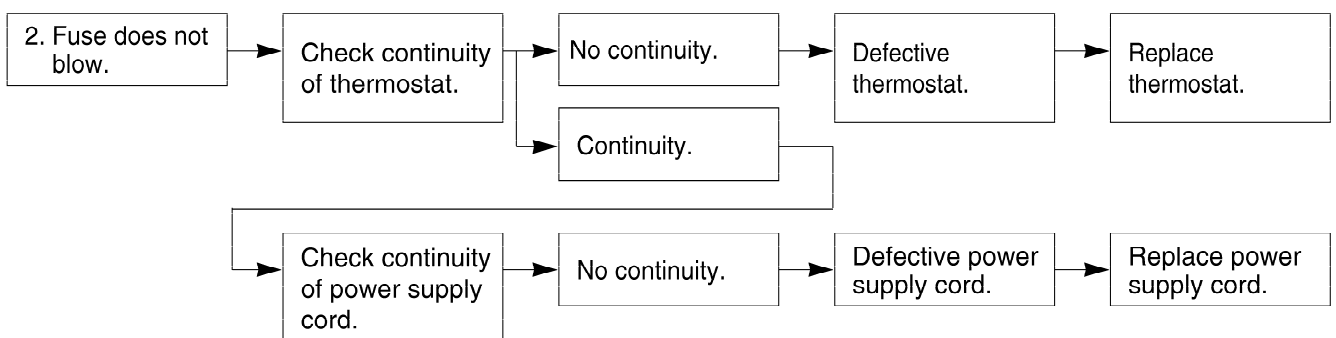 2. Fuse does not
blow.
Check continuity
of thermostat.
No continuity.
Defective
thermostat.
Replace
thermostat.
Continuity.
Check continuity
of power supply
cord.
No continuity.
Defective power
supply cord.
Replace power
supply cord.